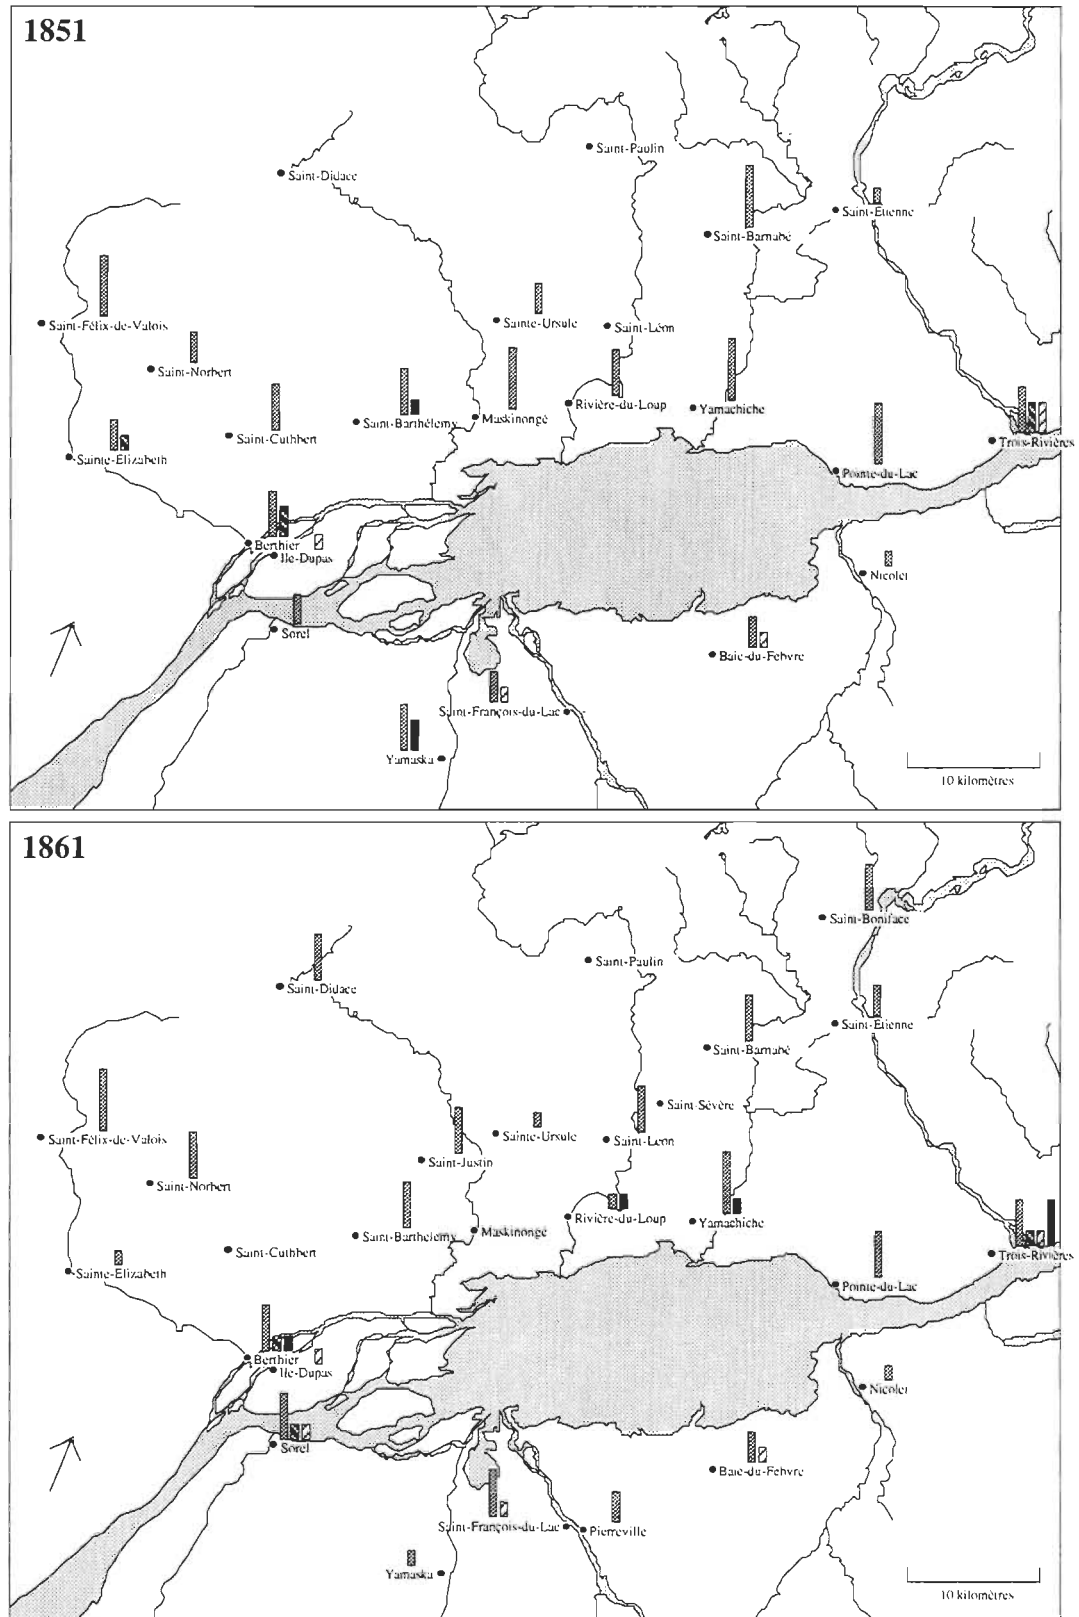 1851
Saint-Paulin
Saint-Didace
Saint-Etienne
Saint-Barnabé
Saint-Félix-de-Valois
Sainte-Ursule
Saint-Léon
Saint-Norbert
Rivière-du-Loup
Yamachiche
Saint-Barthélemy
Maskinongé
Saint-Cuthbert
Trois-Rivières
Sainte-Elizabeth
Pointe-du-Lac
Berthier
Ile-Dupas
Nicolet
Sorel
Baie-du-Febvre
Saint-François-du-Lac
Yamaska
10 kilomètres
1861
Saint-Boniface
Saint-Paulin
Saint-Didace
Saint-Etienne
Saint-Barnabé
Saint-Sévère
Saint-Félix-de-Valois
Sainte-Ursule
Saint-Léon
Saint-Justin
Saint-Norbert
Rivière-du-Loup
Yamachiche
Saint-Barthélemy
Maskinongé
Saint-Cuthbert
Trois-Rivières
Sainte-Elizabeth
Pointe-du-Lac
Berthier
Ile-Dupas
Nicolet
Sorel
Baie-du-Febvre
Saint-François-du-Lac
Pierreville
Yamaska
10 kilomètres